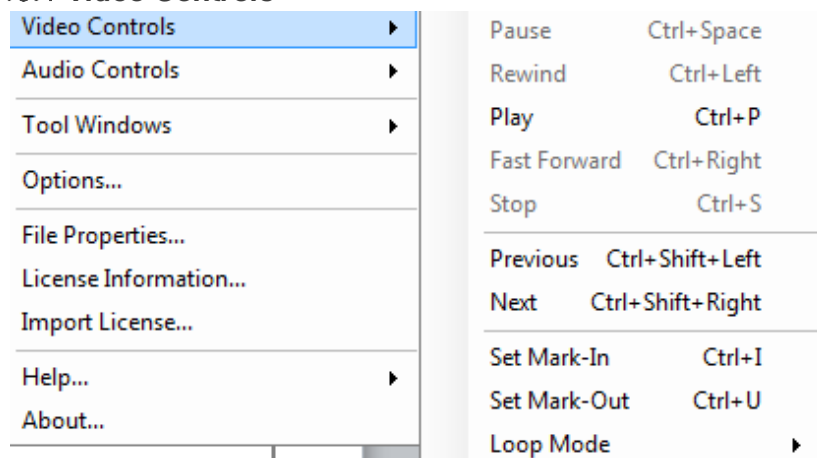 Video Controls
Audio Controls
Tool Windows
Options...
File Properties...
License Information...
Import License...
Help...
About...
Pause Ctrl+Space
Rewind Ctrl+Left
Play Ctrl+P
Fast Forward Ctrl+Right
Stop Ctrl+S
Previous Ctrl+Shift+Left
Next Ctrl+Shift+Right
Set Mark-In Ctrl+I
Set Mark-Out Ctrl+U
Loop Mode